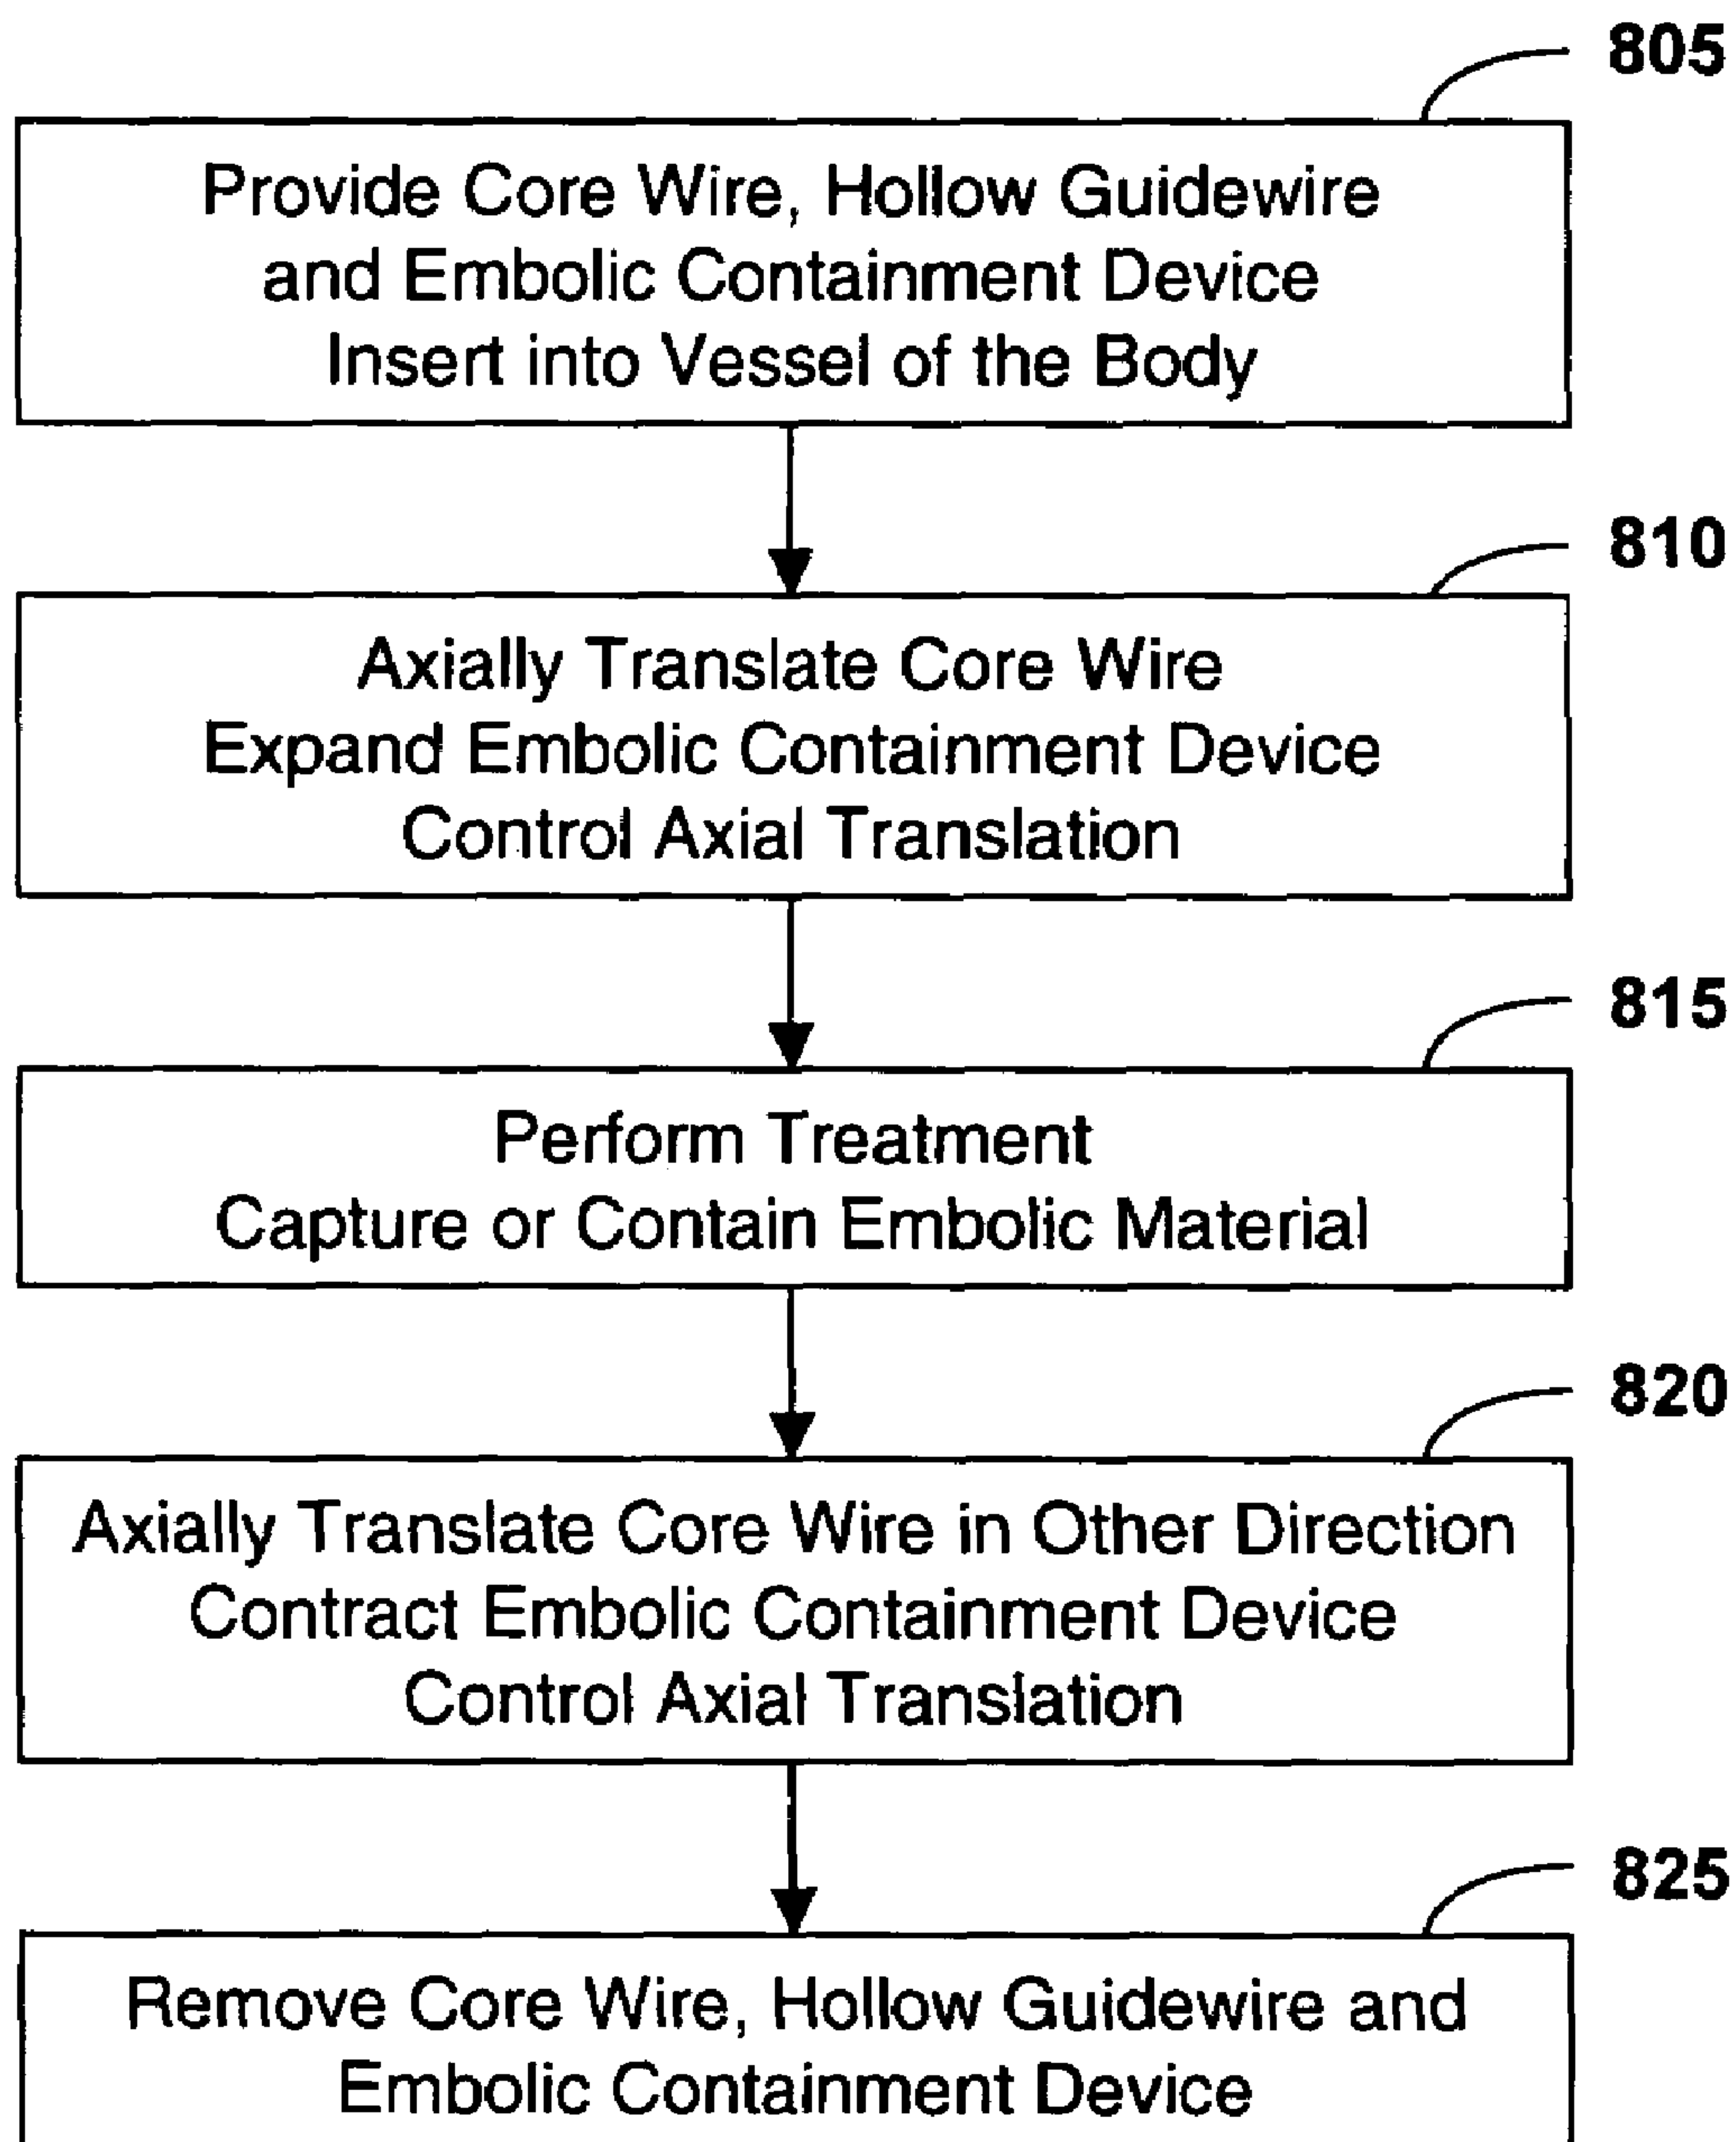 805
Provide Core Wire, Hollow Guidewire
and Embolic Containment Device
Insert into Vessel of the Body
810
Axially Translate Core Wire
Expand Embolic Containment Device
Control Axial Translation
815
Perform Treatment
Capture or Contain Embolic Material
820
Axially Translate Core Wire in Other Direction
Contract Embolic Containment Device
Control Axial Translation
825
Remove Core Wire, Hollow Guidewire and
Embolic Containment Device